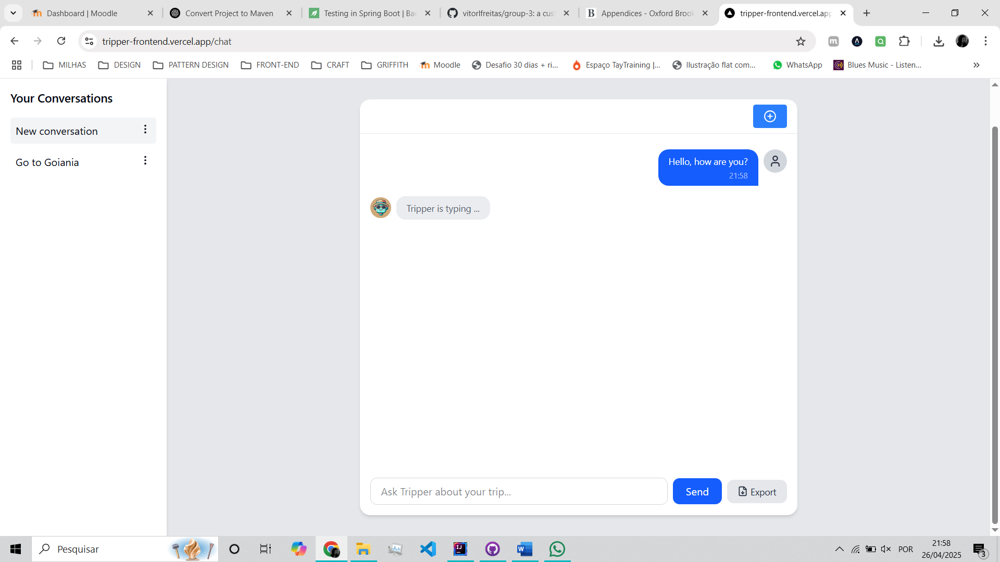 Dashboard | Moodle
Convert Project to Maven
Testing in Spring Boot | Bae
vitorlfreitas/group-3: a cust
Appendices - Oxford Brook
tripper-frontend.vercel.app
tripper-frontend.vercel.app/chat
MILHAS
DESIGN
PATTERN DESIGN
FRONT-END
CRAFT
GRIFFITH
Moodle
Desafio 30 dias + ri...
Espaço TayTraining |...
Ilustração flat com...
WhatsApp
Blues Music - Listen...
Your Conversations
New conversation
Go to Goiania
Hello, how are you?
21:58
Tripper is typing ...
Ask Tripper about your trip...
Send
Export
Pesquisar
POR
21:58
26/04/2025
3